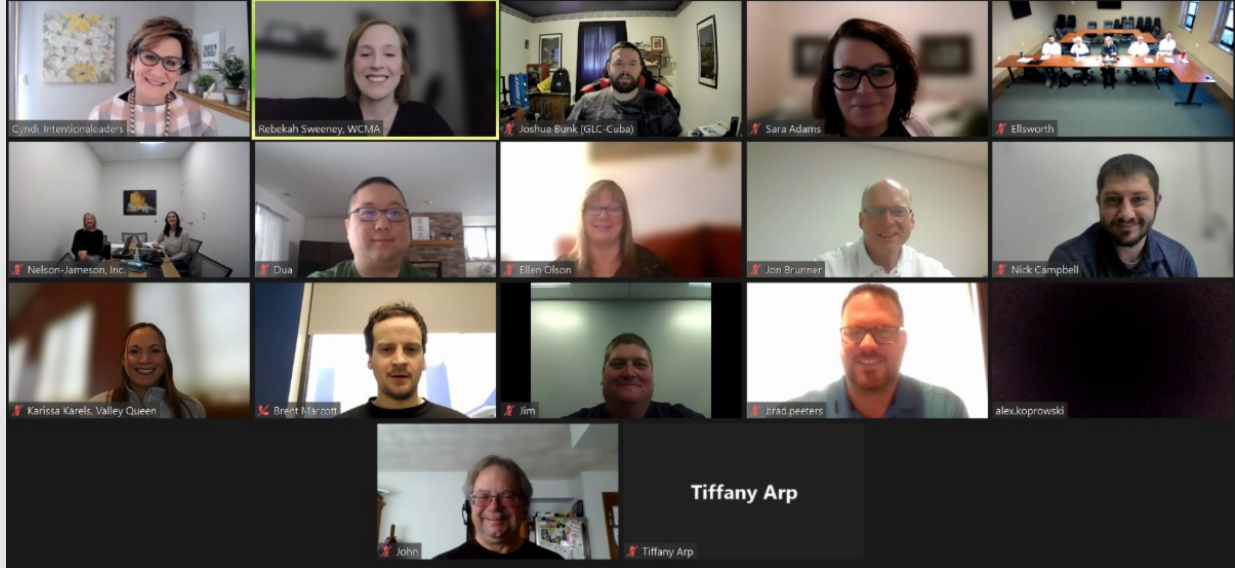 Cyndi Intentionaleaders
Rebekah Sweeney, WCMA
Joshua Bunk (GLC-Cuba)
Sara Adams
Ellsworth
Nelson-Jameson, Inc.
Dua
Ellen Olson
Jon Brunner
Nick Campbell
Karissa Karels, Valley Queen
Brent Marcott
Jim
brad.peeters
alex.koprowski
John
Tiffany Arp
Tiffany Arp